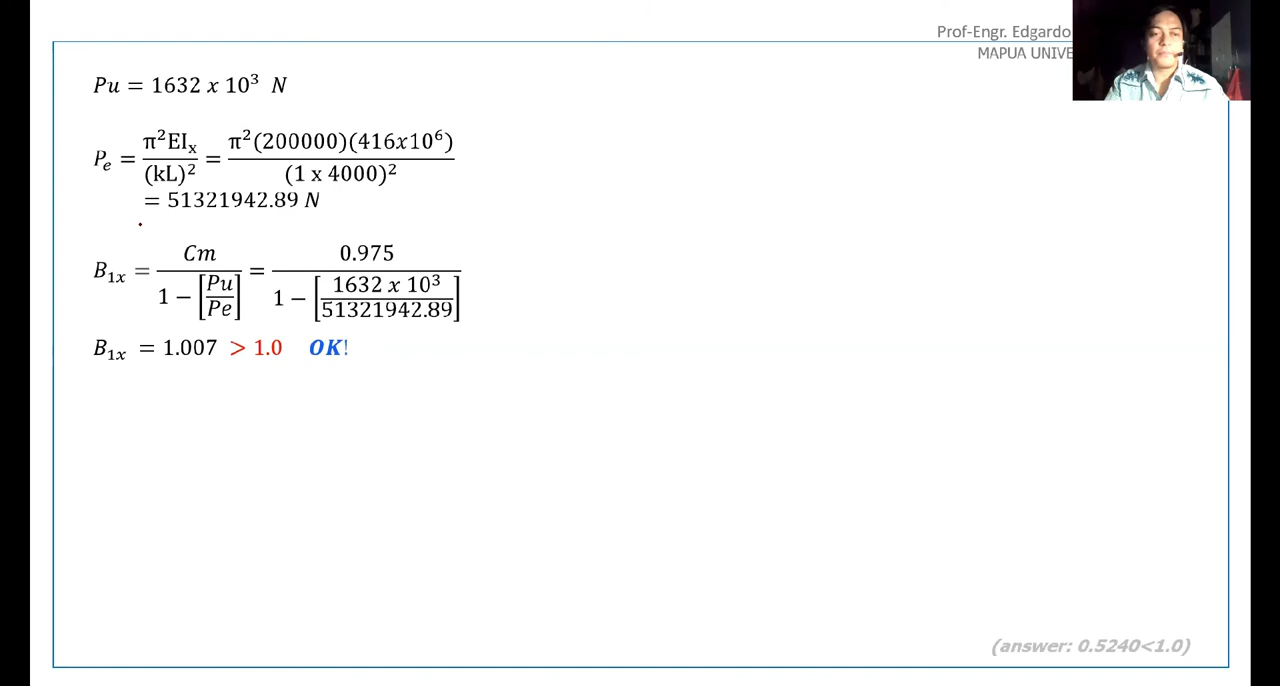 Prof-Engr. Edgardo
MAPUA UNIVE
Pu = 1632 x 10³ N
Pₑ = π²EIₓ / (kL)² = π²(200000)(416x10⁶) / (1 x 4000)²
= 51321942.89 N
B₁ₓ = Cm / 1 − [Pu / Pe] = 0.975 / 1 − [1632 x 10³ / 51321942.89]
B₁ₓ = 1.007 > 1.0 OK!
(answer: 0.5240<1.0)